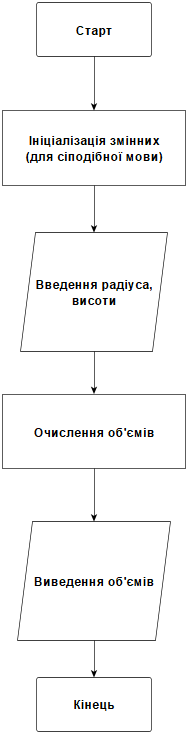 Старт
Ініціалізація змінних
(для сіподібної мови)
Введення радіуса,
висоти
Очислення об'ємів
Виведення об'ємів
Кінець